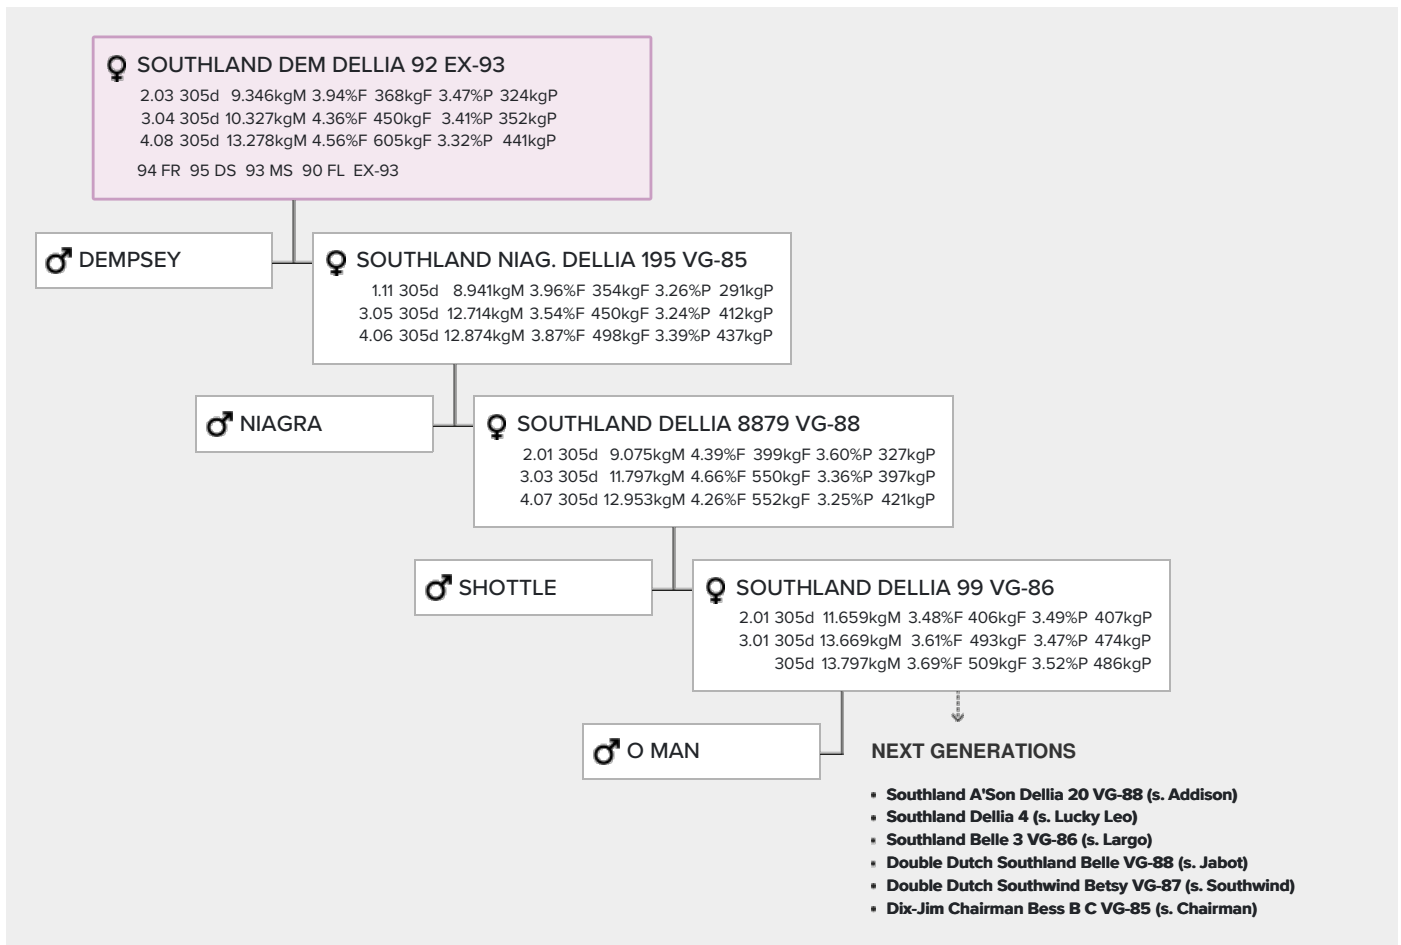 SOUTHLAND DEM DELLIA 92 EX-93
2.03 305d 9.346kgM 3.94%F 368kgF 3.47%P 324kgP
3.04 305d 10.327kgM 4.36%F 450kgF 3.41%P 352kgP
4.08 305d 13.278kgM 4.56%F 605kgF 3.32%P 441kgP
94 FR 95 DS 93 MS 90 FL EX-93
DEMPSEY
SOUTHLAND NIAG. DELLIA 195 VG-85
1.11 305d 8.941kgM 3.96%F 354kgF 3.26%P 291kgP
3.05 305d 12.714kgM 3.54%F 450kgF 3.24%P 412kgP
4.06 305d 12.874kgM 3.87%F 498kgF 3.39%P 437kgP
NIAGRA
SOUTHLAND DELLIA 8879 VG-88
2.01 305d 9.075kgM 4.39%F 399kgF 3.60%P 327kgP
3.03 305d 11.797kgM 4.66%F 550kgF 3.36%P 397kgP
4.07 305d 12.953kgM 4.26%F 552kgF 3.25%P 421kgP
SHOTTLE
SOUTHLAND DELLIA 99 VG-86
2.01 305d 11.659kgM 3.48%F 406kgF 3.49%P 407kgP
3.01 305d 13.669kgM 3.61%F 493kgF 3.47%P 474kgP
305d 13.797kgM 3.69%F 509kgF 3.52%P 486kgP
O MAN
NEXT GENERATIONS
• Southland A'Son Dellia 20 VG-88 (s. Addison)
• Southland Dellia 4 (s. Lucky Leo)
• Southland Belle 3 VG-86 (s. Largo)
• Double Dutch Southland Belle VG-88 (s. Jabot)
• Double Dutch Southwind Betsy VG-87 (s. Southwind)
• Dix-Jim Chairman Bess B C VG-85 (s. Chairman)